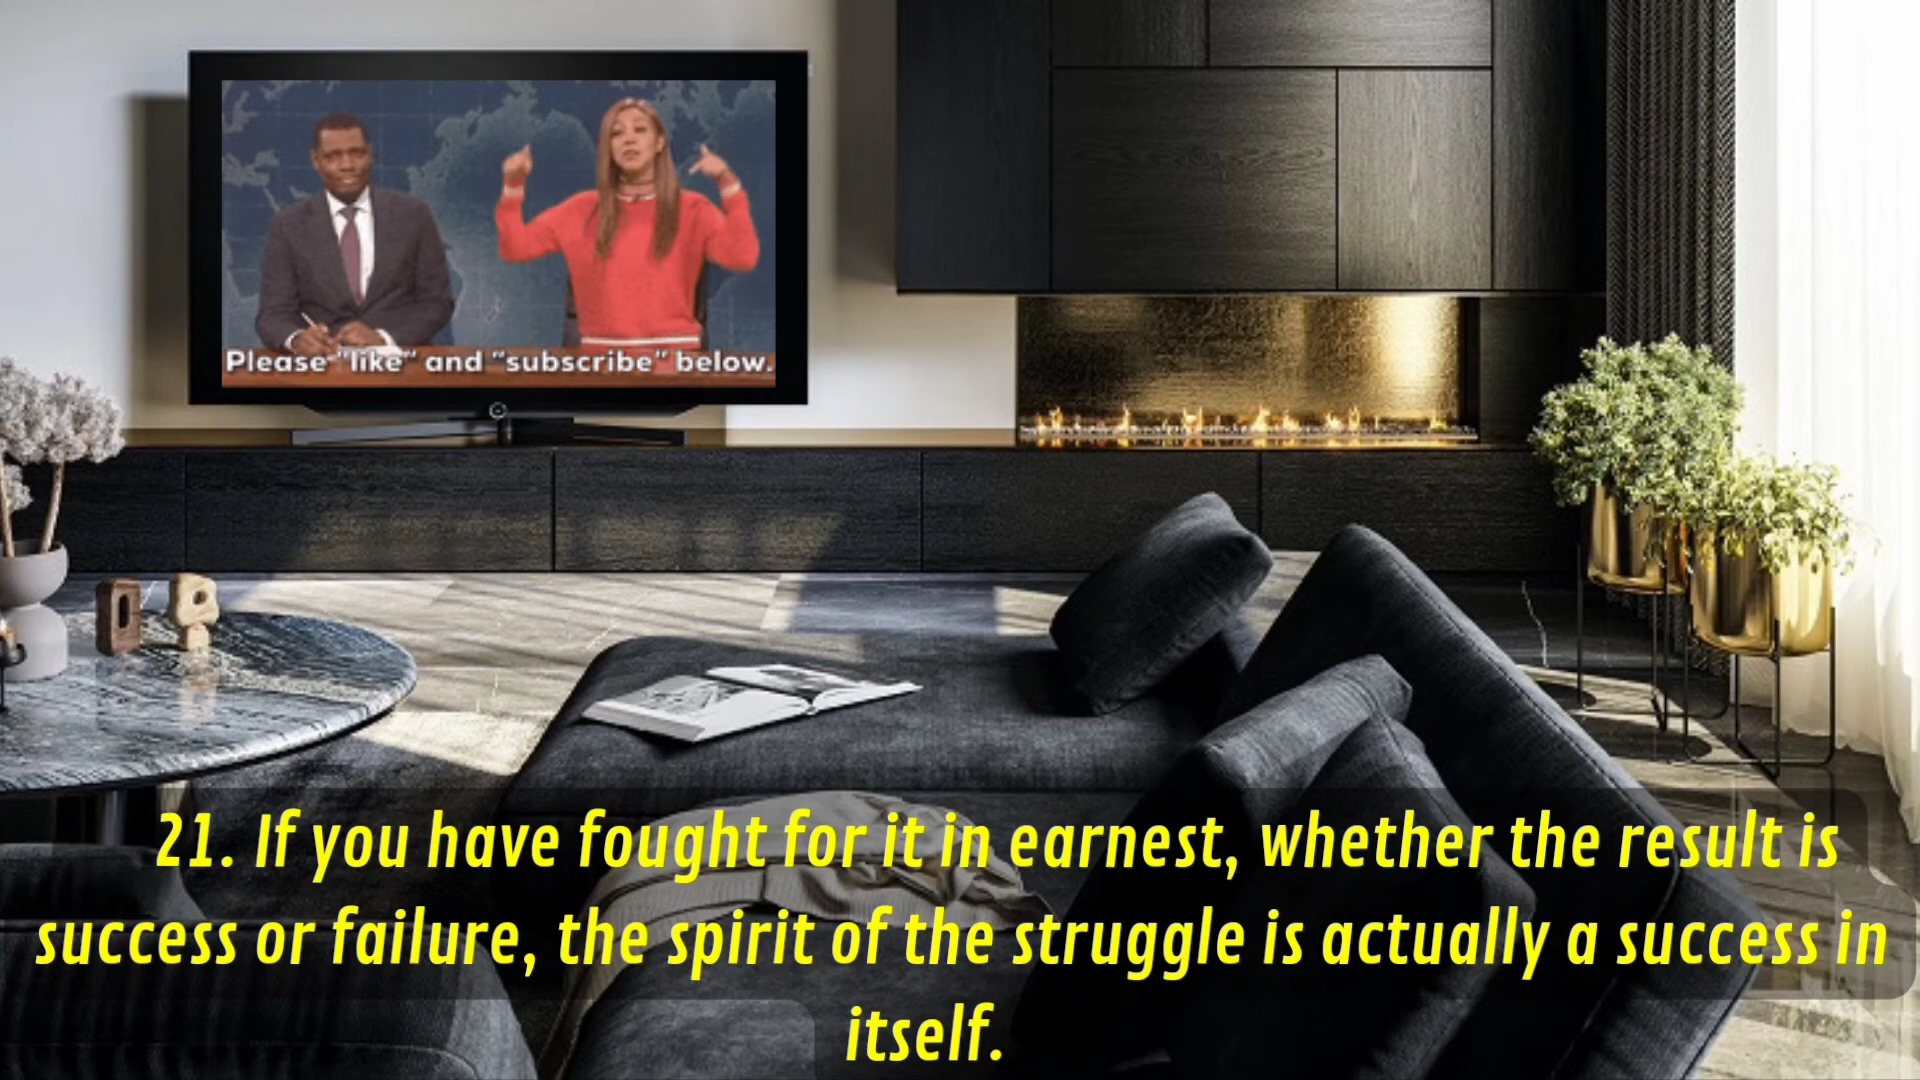 Please "like" and "subscribe" below.
21. If you have fought for it in earnest, whether the result is
success or failure, the spirit of the struggle is actually a success in
itself.